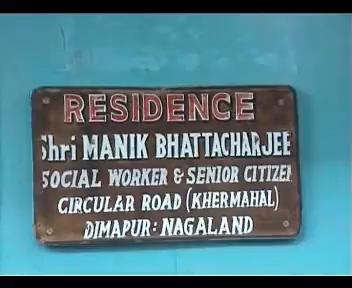 RESIDENCE
Shri MANIK BHATTACHARJEE
SOCIAL WORKER & SENIOR CITIZEN
CIRCULAR ROAD (KHERMAHAL)
DIMAPUR: NAGALAND